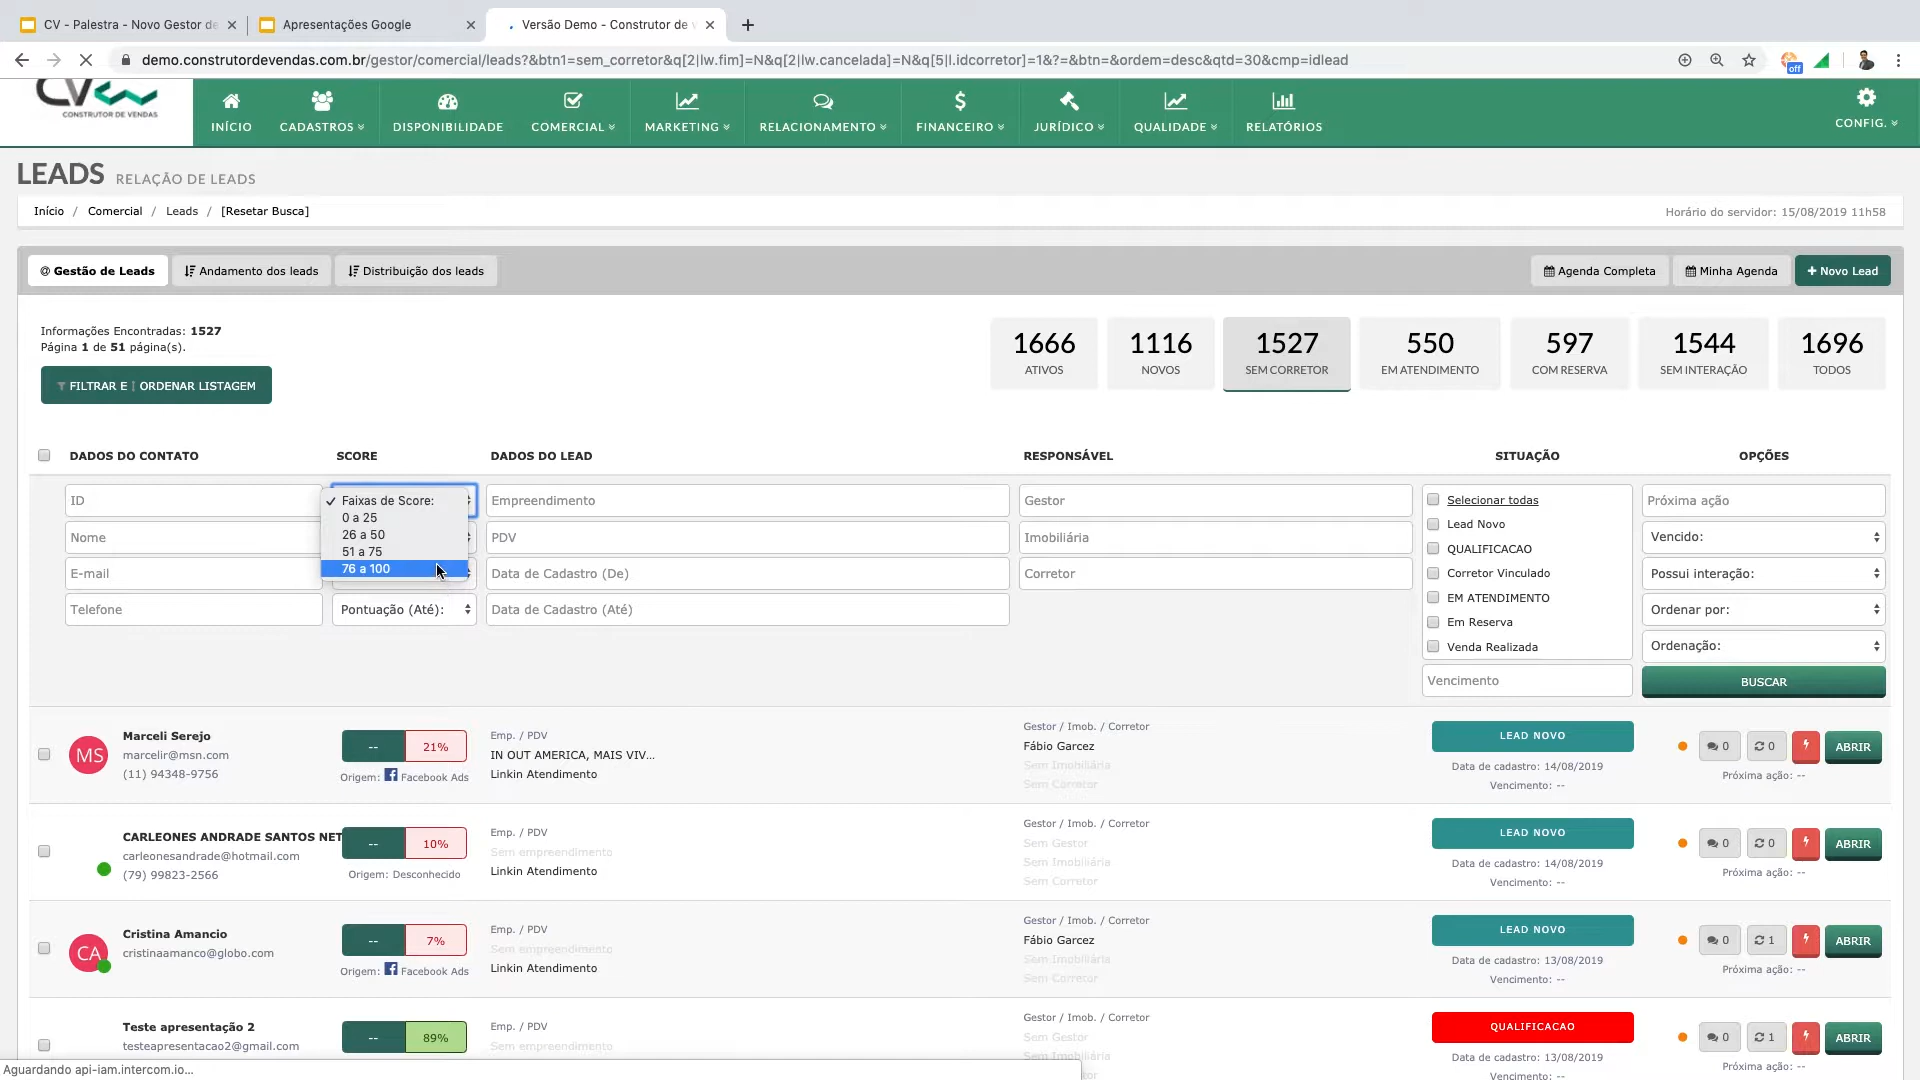 CV - Palestra - Novo Gestor de
Apresentações Google
Versão Demo - Construtor de v
demo.construtordevendas.com.br/gestor/comercial/leads?&btn1=sem_corretor&q[2|lw.fim]=N&q[2|lw.cancelada]=N&q[5|l.idcorretor]=1&?=&btn=&ordem=desc&qtd=30&cmp=idlead
off
CV
CONSTRUTOR DE VENDAS
INÍCIO
CADASTROS
DISPONIBILIDADE
COMERCIAL
MARKETING
RELACIONAMENTO
FINANCEIRO
JURÍDICO
QUALIDADE
RELATÓRIOS
CONFIG.
LEADS RELAÇÃO DE LEADS
Início / Comercial / Leads / [Resetar Busca]
Horário do servidor: 15/08/2019 11h58
Gestão de Leads
Andamento dos leads
Distribuição dos leads
Agenda Completa
Minha Agenda
+ Novo Lead
Informações Encontradas: 1527
Página 1 de 51 página(s).
FILTRAR E ORDENAR LISTAGEM
1666
ATIVOS
1116
NOVOS
1527
SEM CORRETOR
550
EM ATENDIMENTO
597
COM RESERVA
1544
SEM INTERAÇÃO
1696
TODOS
DADOS DO CONTATO
SCORE
DADOS DO LEAD
RESPONSÁVEL
SITUAÇÃO
OPÇÕES
ID
Nome
E-mail
Telefone
✓ Faixas de Score:
0 a 25
26 a 50
51 a 75
76 a 100
Pontuação (Até):
Empreendimento
PDV
Data de Cadastro (De)
Data de Cadastro (Até)
Gestor
Imobiliária
Corretor
Selecionar todas
Lead Novo
QUALIFICACAO
Corretor Vinculado
EM ATENDIMENTO
Em Reserva
Venda Realizada
Vencimento
Próxima ação
Vencido:
Possui interação:
Ordenar por:
Ordenação:
BUSCAR
MS
Marceli Serejo
marcelir@msn.com
(11) 94348-9756
-- 21%
Origem: Facebook Ads
Emp. / PDV
IN OUT AMERICA, MAIS VIV...
Linkin Atendimento
Gestor / Imob. / Corretor
Fábio Garcez
Sem Imobiliária
Sem Corretor
LEAD NOVO
Data de cadastro: 14/08/2019
Vencimento: --
0
0
ABRIR
Próxima ação: --
CARLEONES ANDRADE SANTOS NET
carleonesandrade@hotmail.com
(79) 99823-2566
-- 10%
Origem: Desconhecido
Emp. / PDV
Sem empreendimento
Linkin Atendimento
Gestor / Imob. / Corretor
Sem Gestor
Sem Imobiliária
Sem Corretor
LEAD NOVO
Data de cadastro: 14/08/2019
Vencimento: --
0
0
ABRIR
Próxima ação: --
CA
Cristina Amancio
cristinaamanco@globo.com
-- 7%
Origem: Facebook Ads
Emp. / PDV
Sem empreendimento
Linkin Atendimento
Gestor / Imob. / Corretor
Fábio Garcez
Sem Imobiliária
Sem Corretor
LEAD NOVO
Data de cadastro: 13/08/2019
Vencimento: --
0
1
ABRIR
Próxima ação: --
Teste apresentação 2
testeapresentacao2@gmail.com
-- 89%
Emp. / PDV
Sem empreendimento
Gestor / Imob. / Corretor
Sem Gestor
Sem Imobiliária
QUALIFICACAO
Data de cadastro: 13/08/2019
Vencimento: --
0
1
ABRIR
Próxima ação: --
Aguardando api-iam.intercom.io...